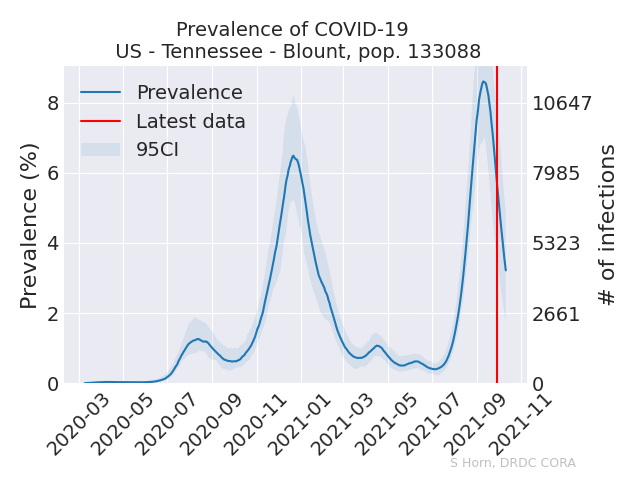 Prevalence of COVID-19
US - Tennessee - Blount, pop. 133088
Prevalence
Latest data
95CI
Prevalence (%)
8
6
4
2
0
10647
7985
5323
2661
0
# of infections
2020-03
2020-05
2020-07
2020-09
2020-11
2021-01
2021-03
2021-05
2021-07
2021-09
2021-11
S Horn, DRDC CORA